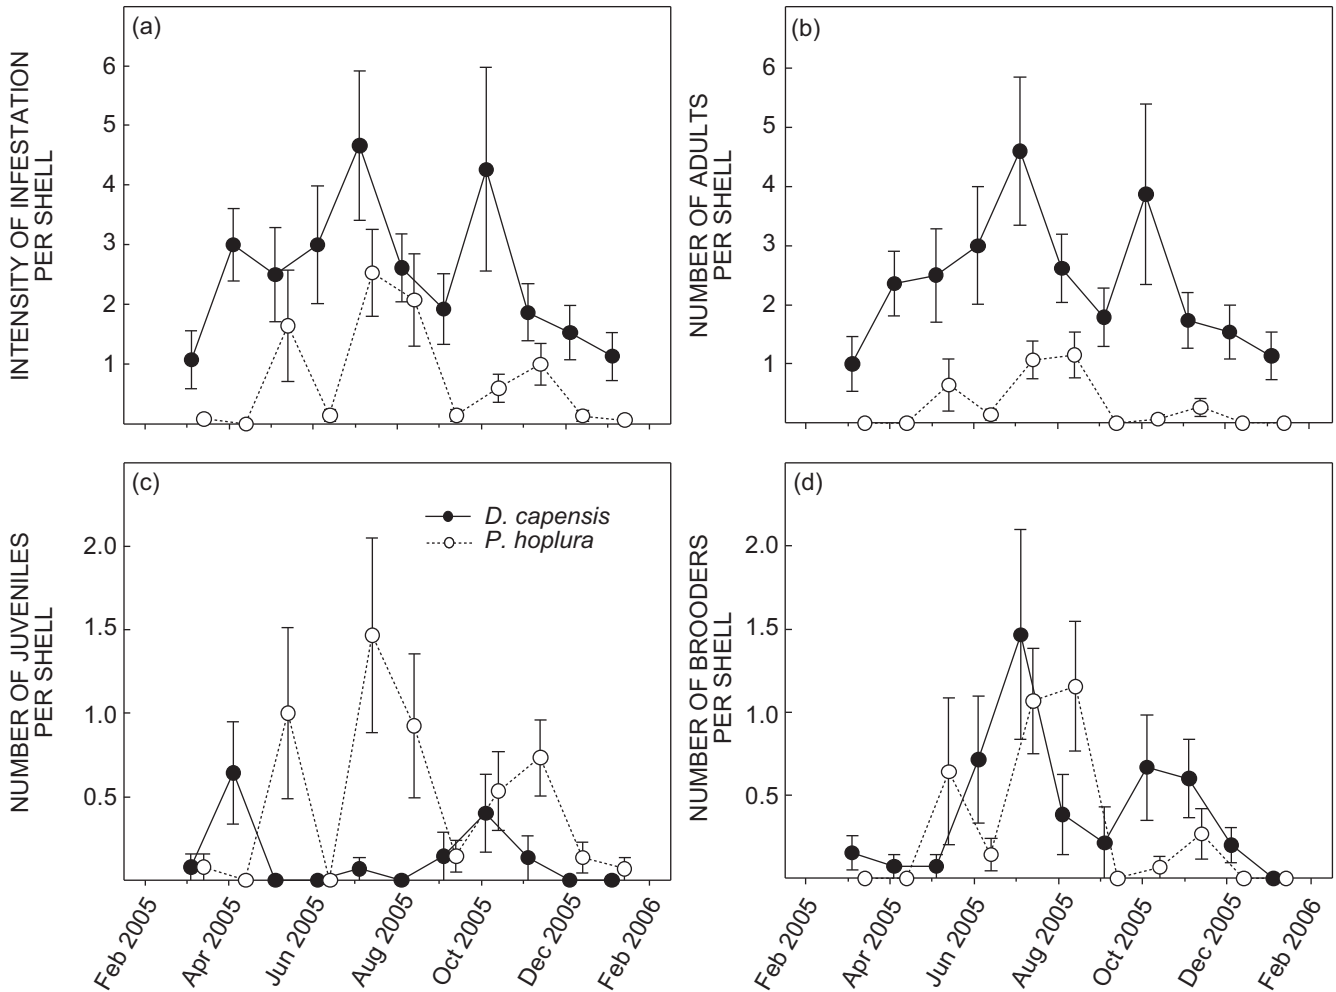 (a)
INTENSITY OF INFESTATION
PER SHELL
6
5
4
3
2
1
(b)
NUMBER OF ADULTS
PER SHELL
6
5
4
3
2
1
(c)
NUMBER OF JUVENILES
PER SHELL
2.0
1.5
1.0
0.5
D. capensis
P. hoplura
Feb 2005
Apr 2005
Jun 2005
Aug 2005
Oct 2005
Dec 2005
Feb 2006
(d)
NUMBER OF BROODERS
PER SHELL
2.0
1.5
1.0
0.5
Feb 2005
Apr 2005
Jun 2005
Aug 2005
Oct 2005
Dec 2005
Feb 2006